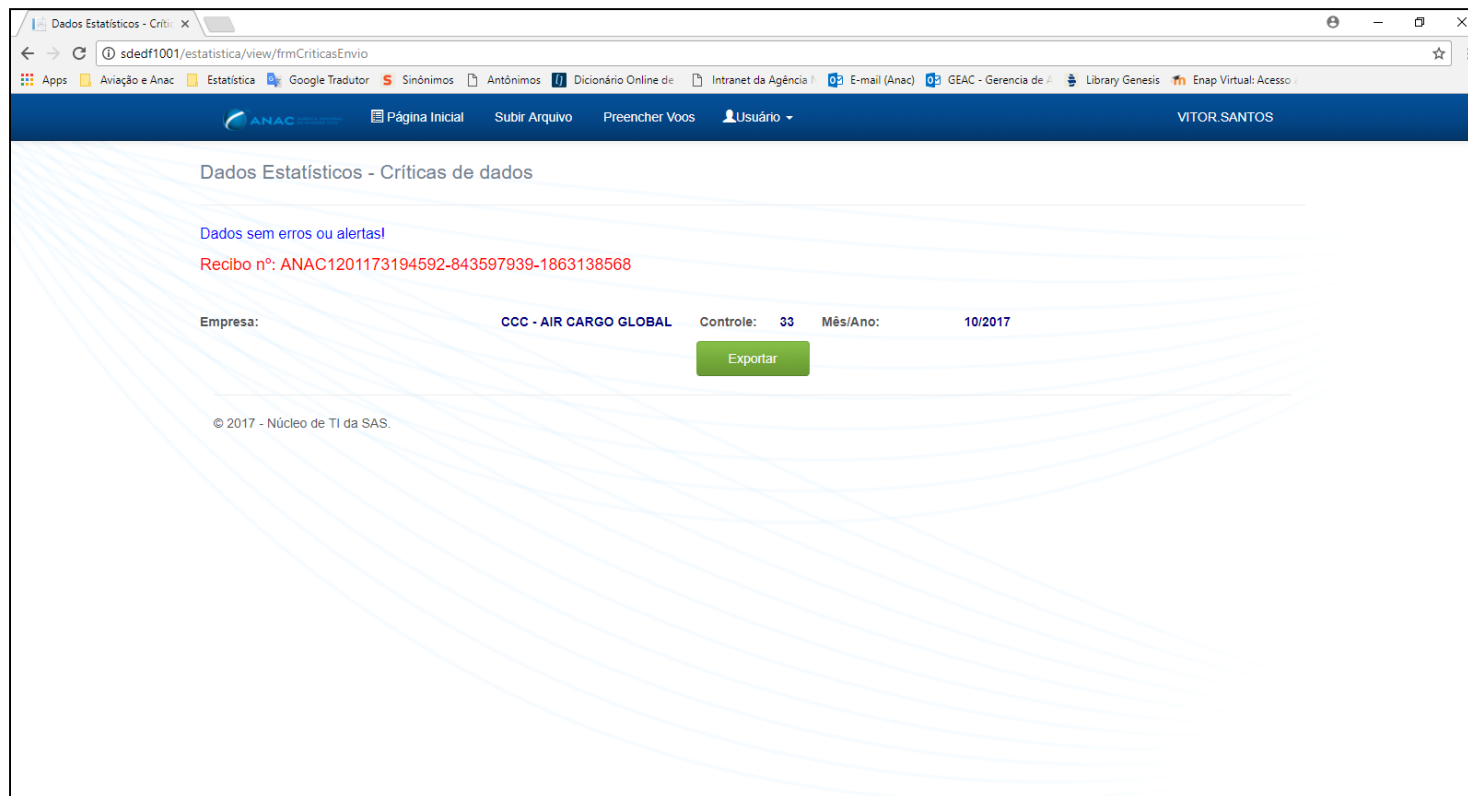 Dados Estatísticos - Críti
sdedf1001/estatistica/view/frmCriticasEnvio
Apps Aviação e Anac Estatística Google Tradutor Sinônimos Antônimos Dicionário Online de Intranet da Agência E-mail (Anac) GEAC - Gerencia de Library Genesis Enap Virtual: Acesso
ANAC Página Inicial Subir Arquivo Preencher Voos Usuário VITOR.SANTOS
Dados Estatísticos - Críticas de dados
Dados sem erros ou alertas!
Recibo nº: ANAC1201173194592-843597939-1863138568
Empresa: CCC - AIR CARGO GLOBAL Controle: 33 Mês/Ano: 10/2017
Exportar
© 2017 - Núcleo de TI da SAS.